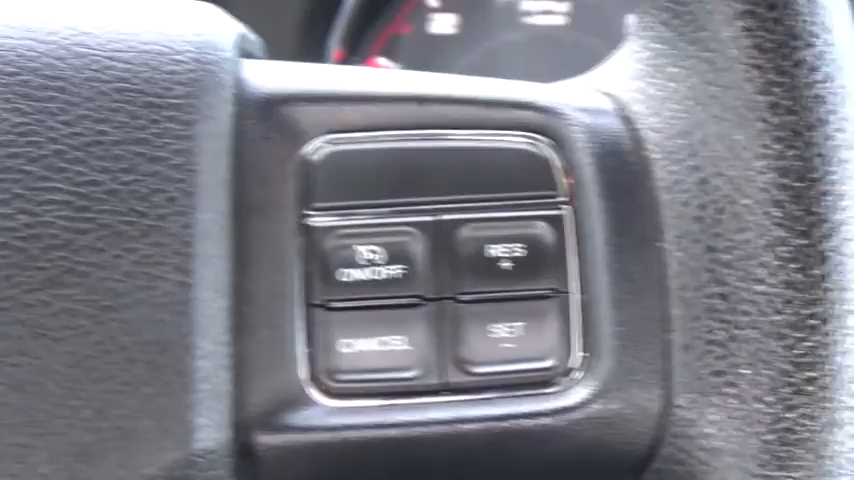 ON/OFF
RES
+
CANCEL
SET
-